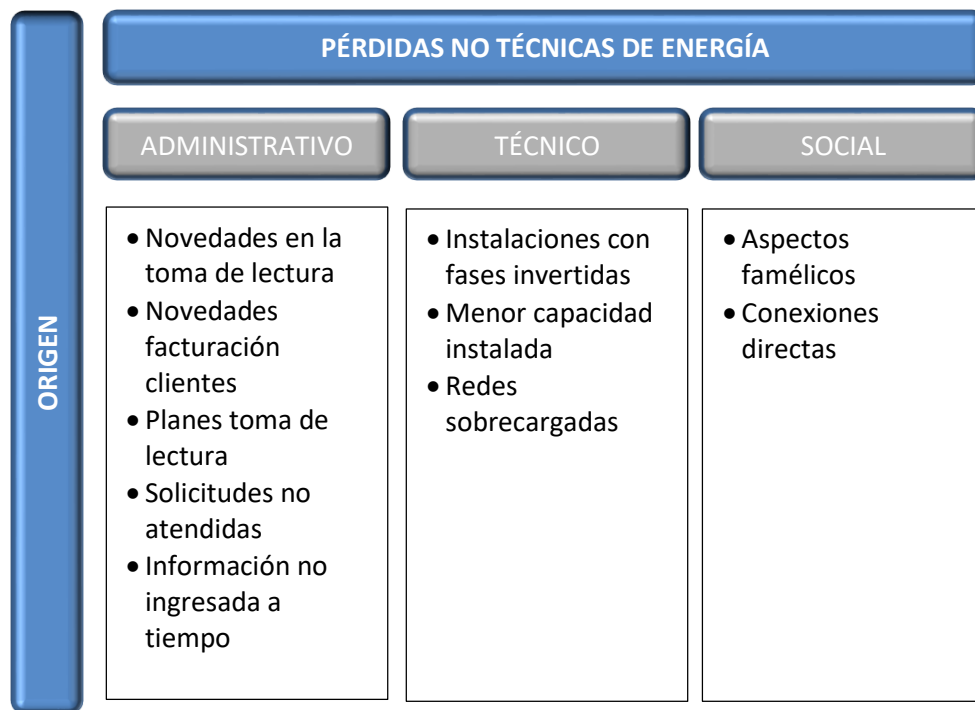 PÉRDIDAS NO TÉCNICAS DE ENERGÍA
ORIGEN
ADMINISTRATIVO
• Novedades en la
toma de lectura
• Novedades
facturación
clientes
• Planes toma de
lectura
• Solicitudes no
atendidas
• Información no
ingresada a
tiempo
TÉCNICO
• Instalaciones con
fases invertidas
• Menor capacidad
instalada
• Redes
sobrecargadas
SOCIAL
• Aspectos
famélicos
• Conexiones
directas